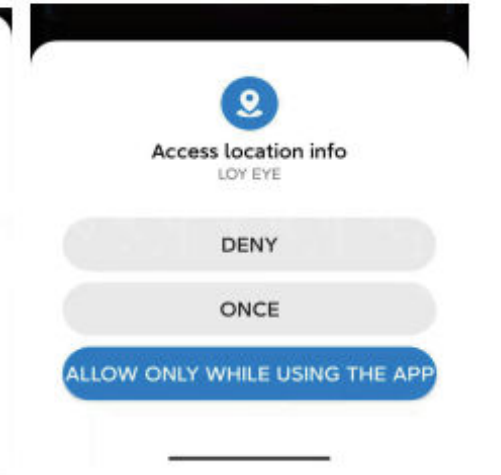 Access location info
LOY EYE
DENY
ONCE
ALLOW ONLY WHILE USING THE APP